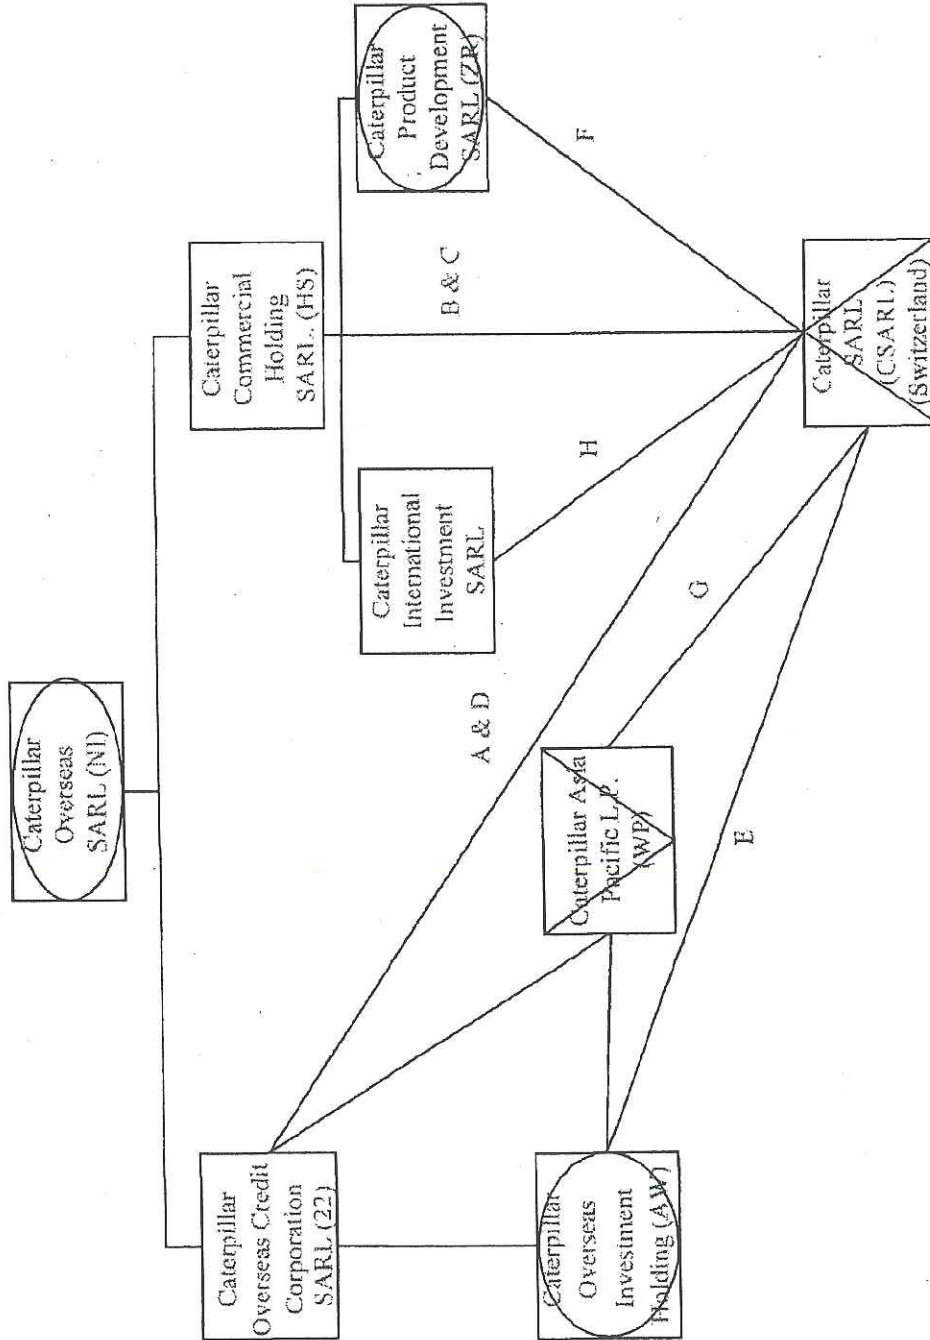 Caterpillar
Overseas
SARL (NI)
Caterpillar
Overseas Credit
Corporation
SARL (22)
Caterpillar
Commercial
Holding
SARL. (HS)
Caterpillar
Overseas
Investment
Holding (AW)
Caterpillar Asia
Pacific L.P.
(WP)
Caterpillar
International
Investment
SARL
Caterpillar
Product
Development
SARL (ZR)
A & D
B & C
H
F
G
E
Caterpillar
SARL
(CSARL)
(Switzerland)